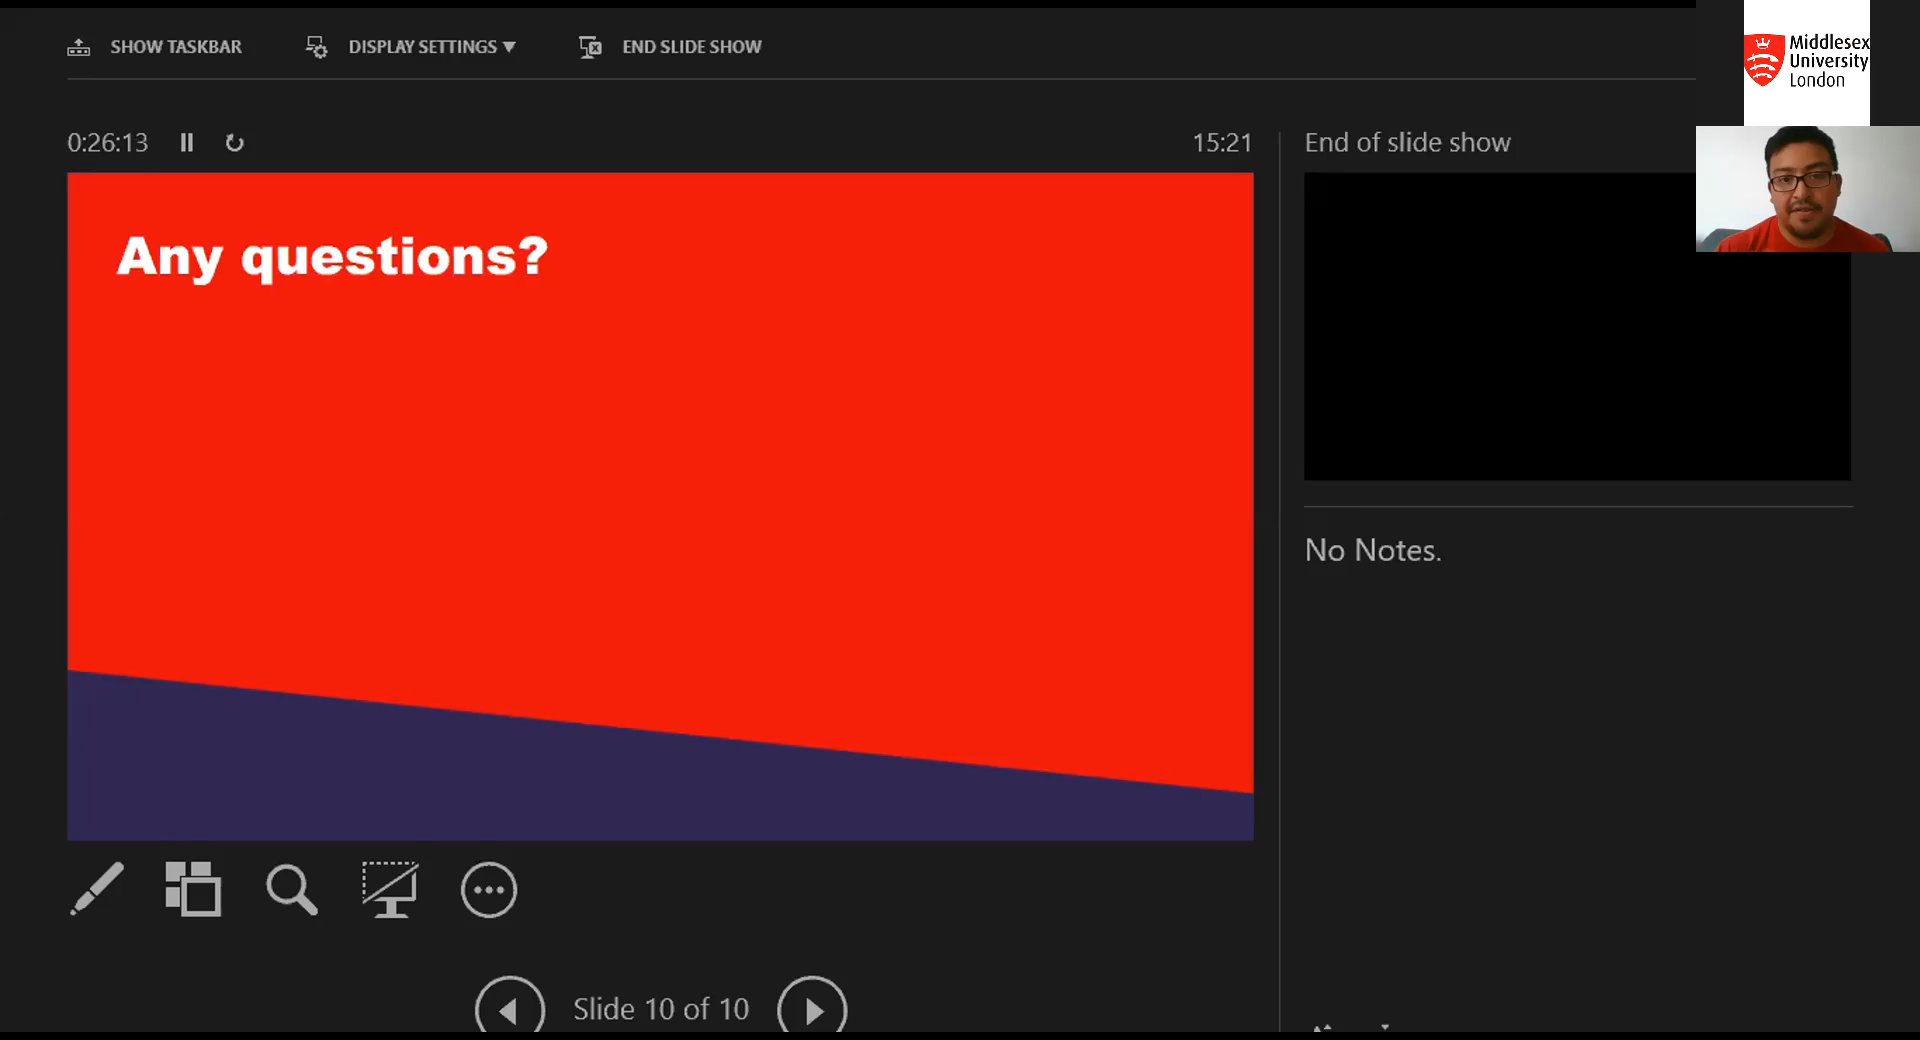 SHOW TASKBAR
DISPLAY SETTINGS
END SLIDE SHOW
Middlesex
University
London
0:26:13
15:21
End of slide show
Any questions?
No Notes.
Slide 10 of 10